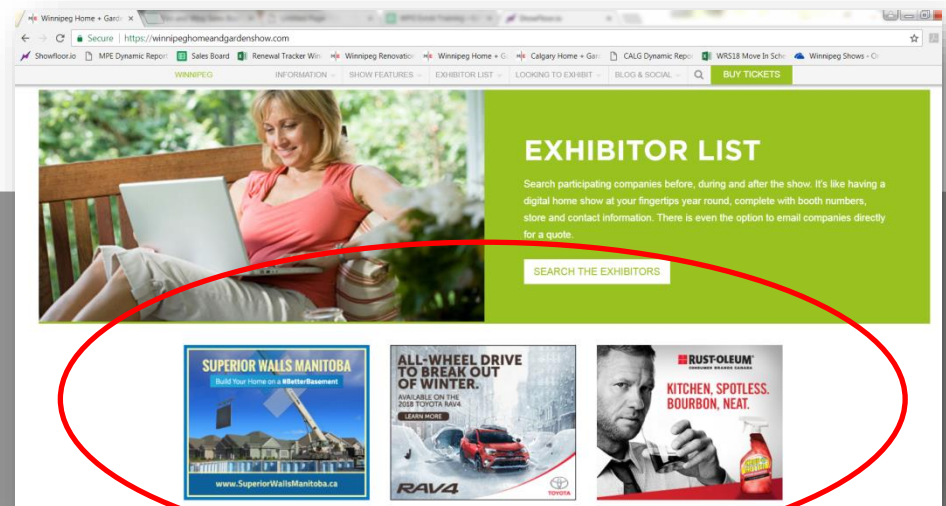 Winnipeg Home + Garde
Secure | https://winnipeghomeandgardenshow.com
Showfloor.io MPE Dynamic Report Sales Board Renewal Tracker Win Winnipeg Renovation Winnipeg Home + G Calgary Home + Gard CALG Dynamic Repo WRS18 Move In Sche Winnipeg Shows - O
WINNIPEG INFORMATION SHOW FEATURES EXHIBITOR LIST LOOKING TO EXHIBIT BLOG & SOCIAL BUY TICKETS
EXHIBITOR LIST
Search participating companies before, during and after the show. It's like having a
digital home show at your fingertips year round, complete with booth numbers,
store and contact information. There is even the option to email companies directly
for a quote.
SEARCH THE EXHIBITORS
SUPERIOR WALLS MANITOBA
Build Your Home on a #BetterBasement
www.SuperiorWallsManitoba.ca
ALL-WHEEL DRIVE
TO BREAK OUT
OF WINTER.
AVAILABLE ON THE
2018 TOYOTA RAV4
LEARN MORE
RAV4
TOYOTA
RUST-OLEUM
CONSUMER BRANDS CANADA
KITCHEN, SPOTLESS.
BOURBON, NEAT.